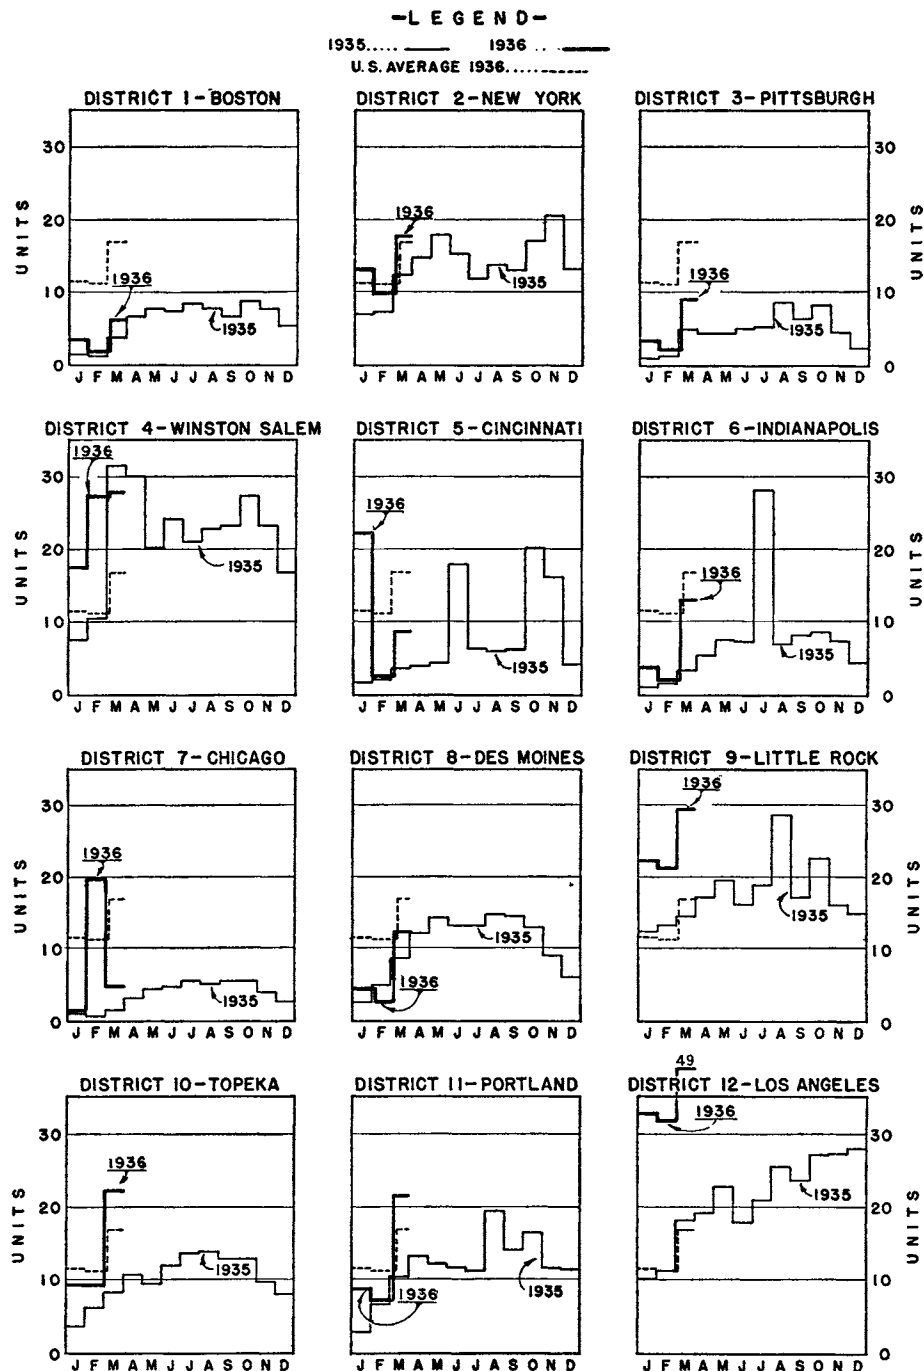 -LEGEND-
1935..... 1936 ...
U.S. AVERAGE 1936.....
DISTRICT 1-BOSTON
UNITS
30
20
10
0
1936
1935
J F M A M J J A S O N D
DISTRICT 2-NEW YORK
1936
1935
J F M A M J J A S O N D
DISTRICT 3-PITTSBURGH
1936
1935
30
20
10
0
UNITS
J F M A M J J A S O N D
DISTRICT 4-WINSTON SALEM
UNITS
30
20
10
0
1936
1935
J F M A M J J A S O N D
DISTRICT 5-CINCINNATI
1936
1935
J F M A M J J A S O N D
DISTRICT 6-INDIANAPOLIS
1936
1935
30
20
10
0
UNITS
J F M A M J J A S O N D
DISTRICT 7-CHICAGO
UNITS
30
20
10
0
1936
1935
J F M A M J J A S O N D
DISTRICT 8-DES MOINES
1935
1936
J F M A M J J A S O N D
DISTRICT 9-LITTLE ROCK
1936
1935
30
20
10
0
UNITS
J F M A M J J A S O N D
DISTRICT 10-TOPEKA
UNITS
30
20
10
0
1936
1935
J F M A M J J A S O N D
DISTRICT 11-PORTLAND
1936
1935
J F M A M J J A S O N D
49
DISTRICT 12-LOS ANGELES
1936
1935
30
20
10
0
UNITS
J F M A M J J A S O N D